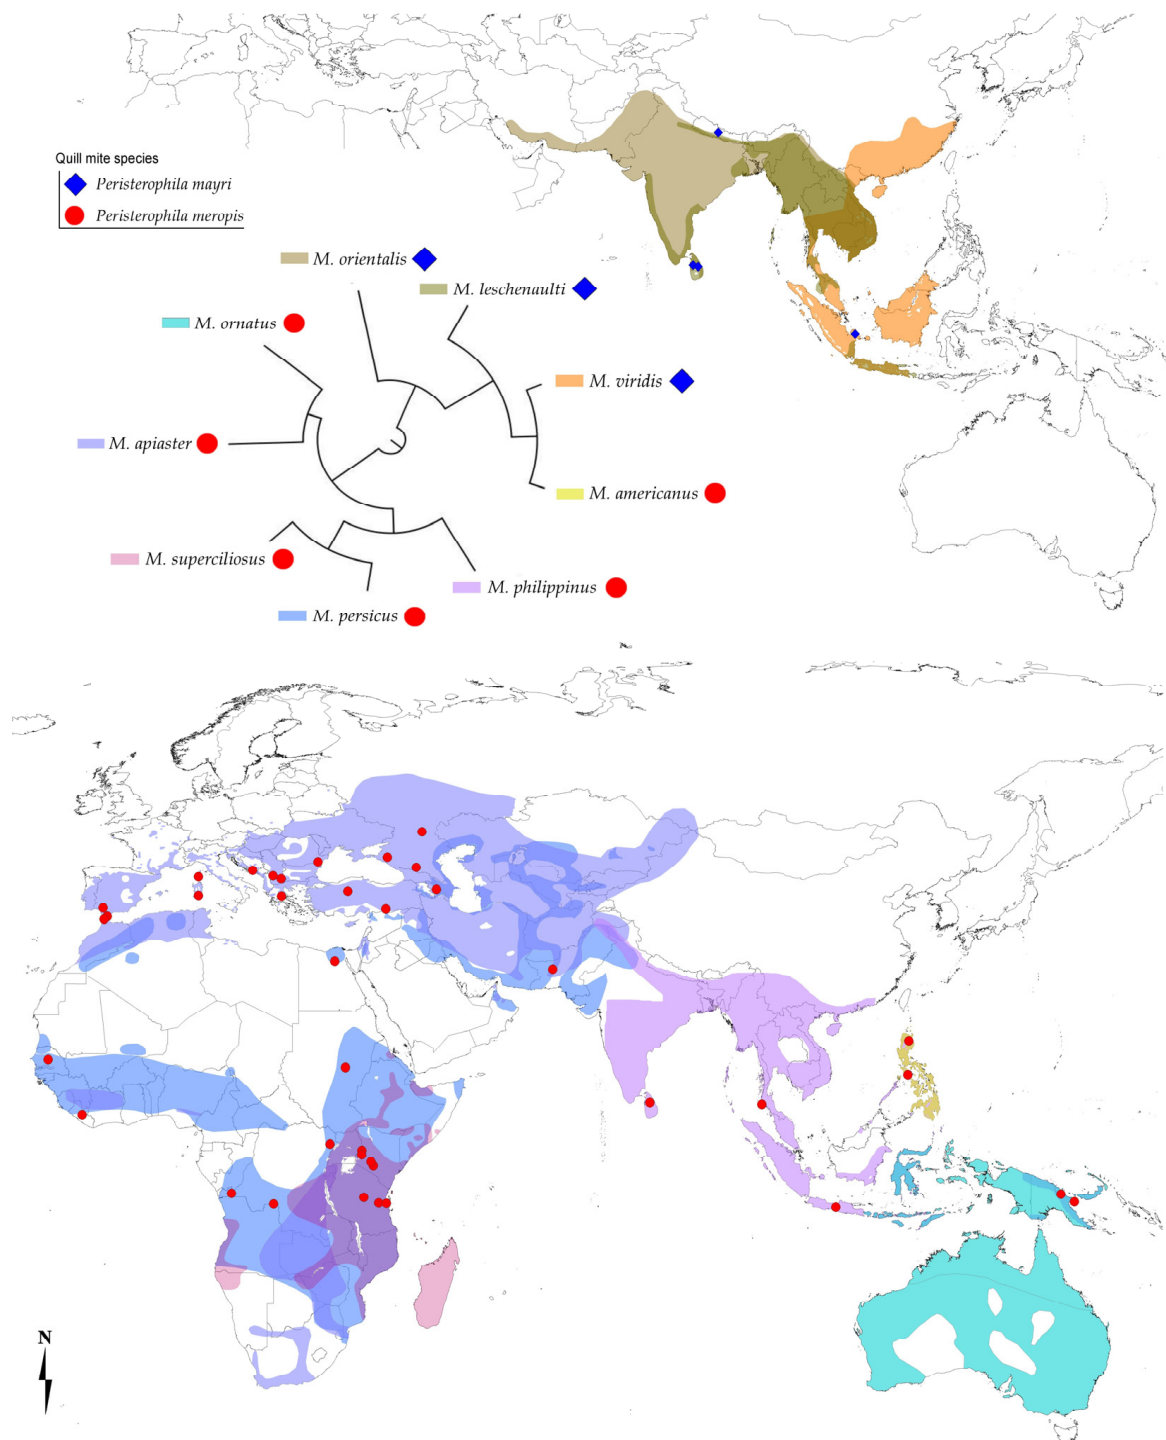 Quill mite species
Peristerophila mayri
Peristerophila meropis
M. orientalis
M. leschenaulti
M. ornatus
M. viridis
M. apiaster
M. americanus
M. superciliosus
M. philippinus
M. persicus
N